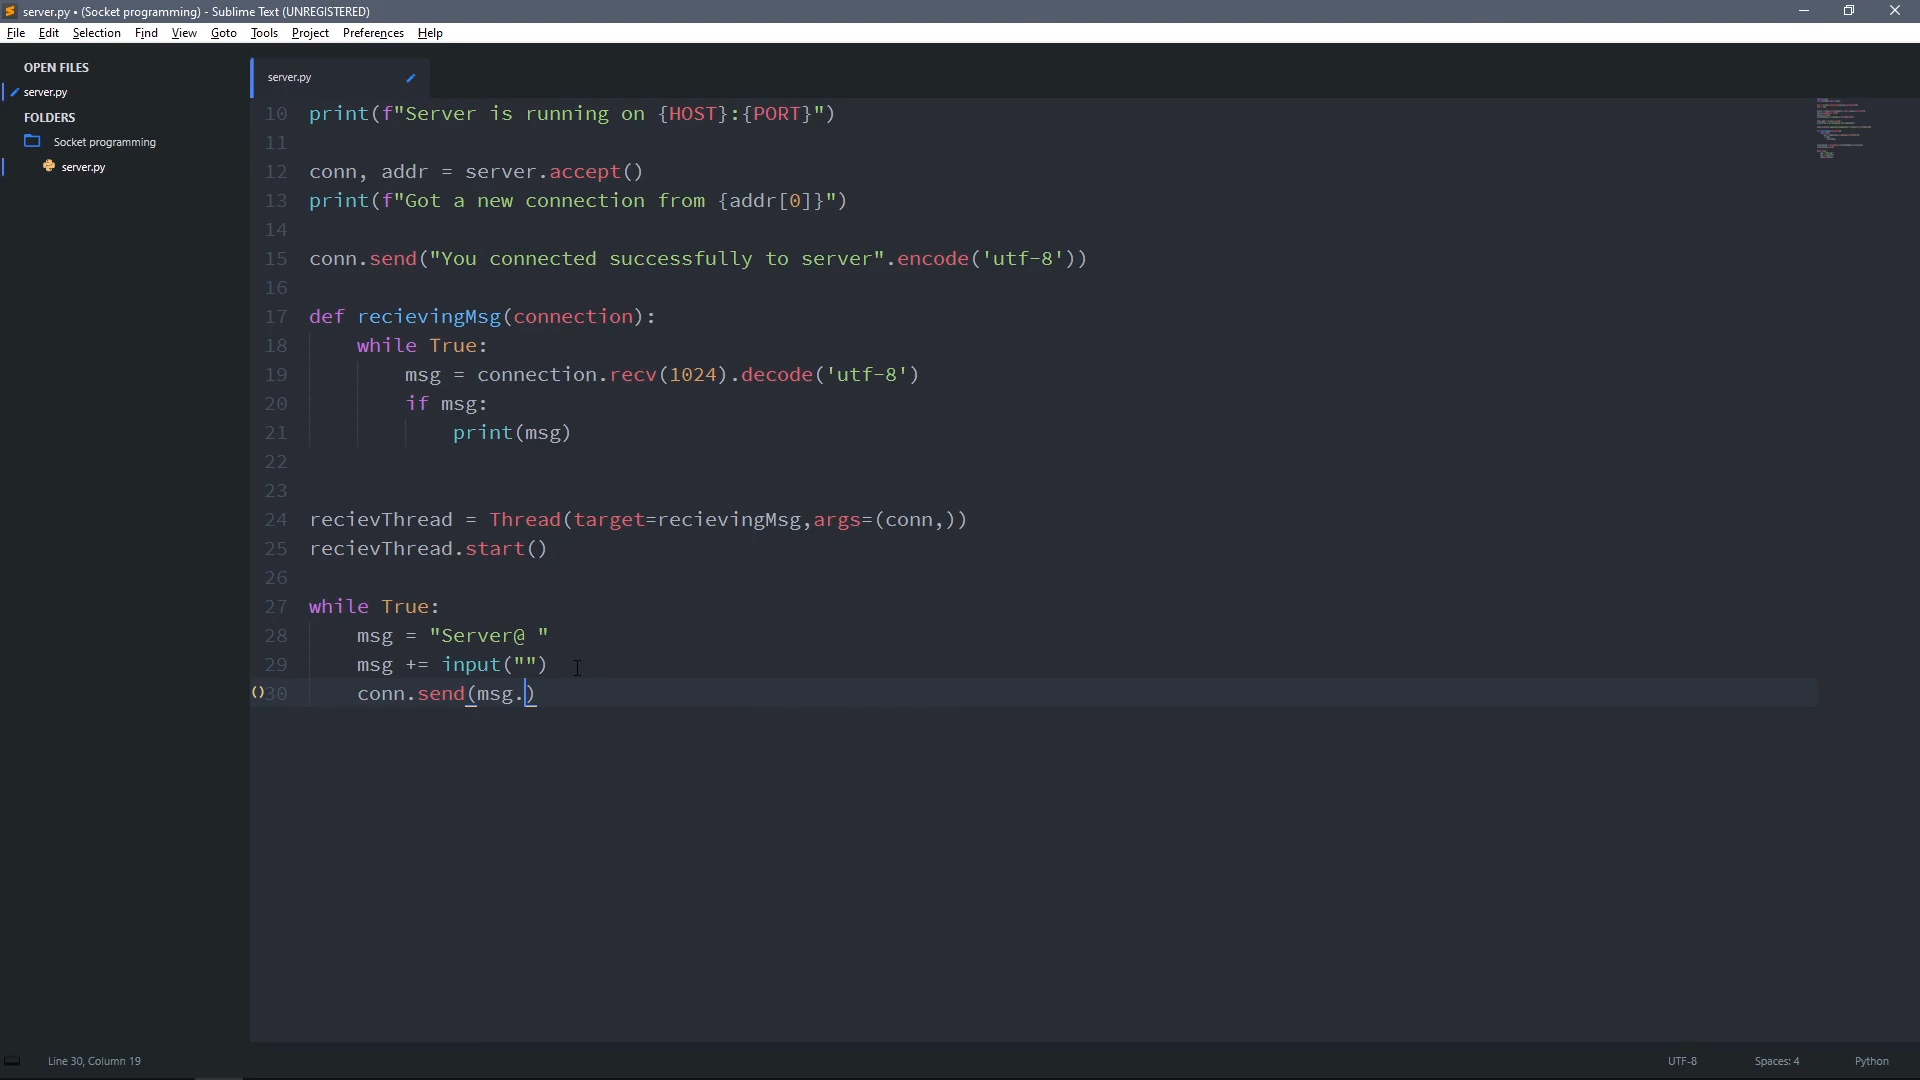 server.py • (Socket programming) - Sublime Text (UNREGISTERED)
File Edit Selection Find View Goto Tools Project Preferences Help
OPEN FILES
server.py
FOLDERS
Socket programming
server.py
server.py
10 print(f"Server is running on {HOST}:{PORT}")
11
12 conn, addr = server.accept()
13 print(f"Got a new connection from {addr[0]}")
14
15 conn.send("You connected successfully to server".encode('utf-8'))
16
17 def recievingMsg(connection):
18     while True:
19         msg = connection.recv(1024).decode('utf-8')
20         if msg:
21             print(msg)
22
23
24 recievThread = Thread(target=recievingMsg,args=(conn,))
25 recievThread.start()
26
27 while True:
28     msg = "Server@ "
29     msg += input("")
()30     conn.send(msg.)
Line 30, Column 19
UTF-8 Spaces: 4 Python